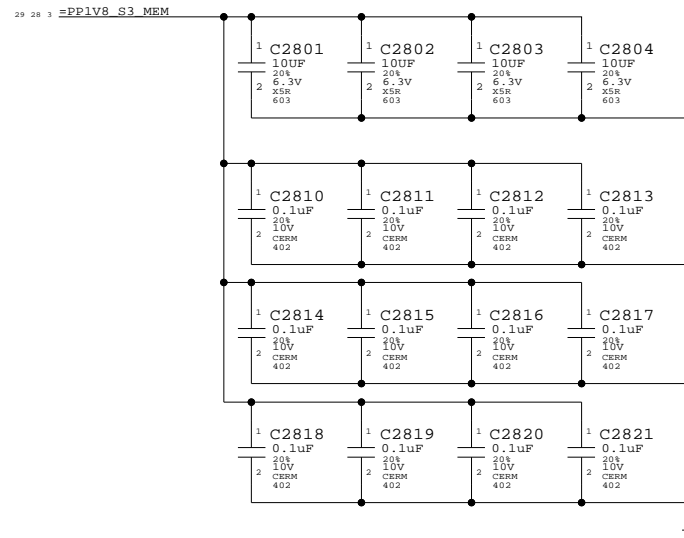 29 28 3 =PP1V8_S3_MEM
1 C2801
10UF
20%
6.3V
2 X5R
603
1 C2802
10UF
20%
6.3V
2 X5R
603
1 C2803
10UF
20%
6.3V
2 X5R
603
1 C2804
10UF
20%
6.3V
2 X5R
603
1 C2810
0.1uF
20%
10V
2 CERM
402
1 C2811
0.1uF
20%
10V
2 CERM
402
1 C2812
0.1uF
20%
10V
2 CERM
402
1 C2813
0.1uF
20%
10V
2 CERM
402
1 C2814
0.1uF
20%
10V
2 CERM
402
1 C2815
0.1uF
20%
10V
2 CERM
402
1 C2816
0.1uF
20%
10V
2 CERM
402
1 C2817
0.1uF
20%
10V
2 CERM
402
1 C2818
0.1uF
20%
10V
2 CERM
402
1 C2819
0.1uF
20%
10V
2 CERM
402
1 C2820
0.1uF
20%
10V
2 CERM
402
1 C2821
0.1uF
20%
10V
2 CERM
402